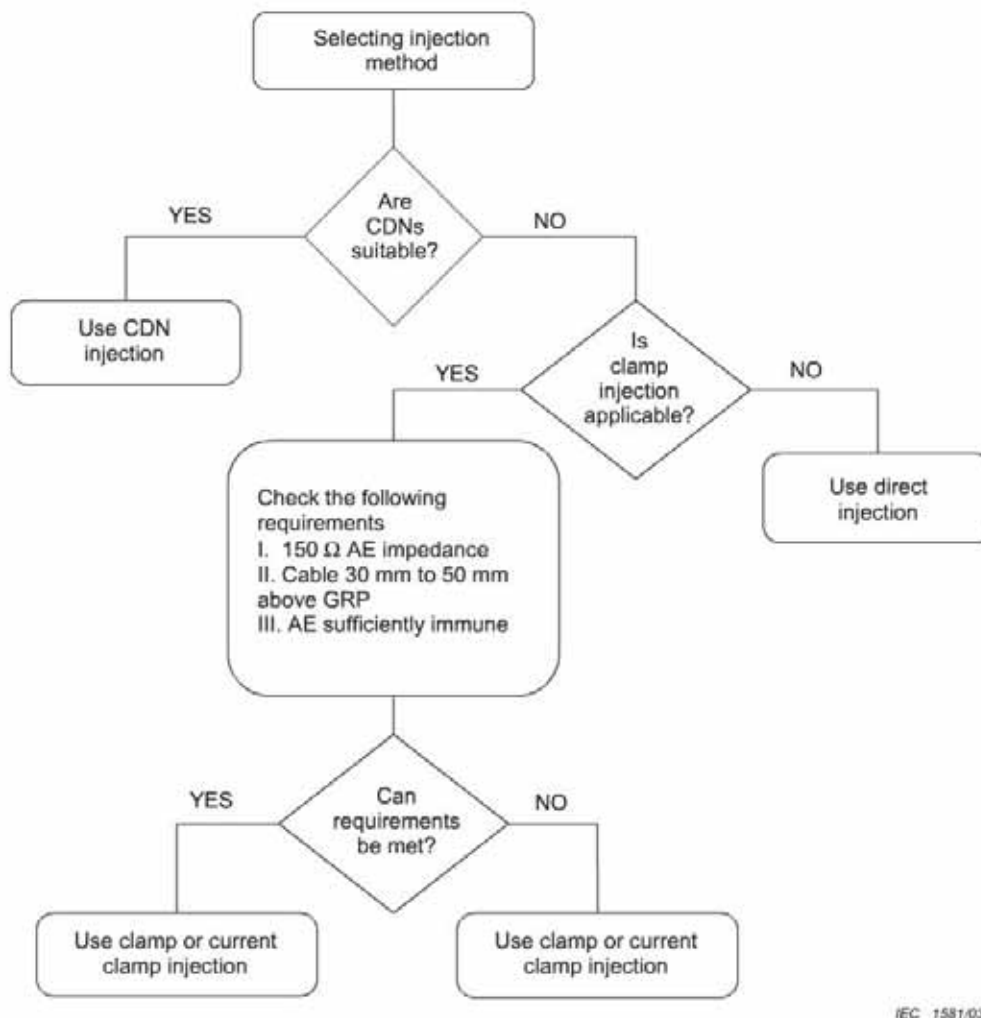 Selecting injection
method
Are
CDNs
suitable?
YES
NO
Use CDN
injection
Is
clamp
injection
applicable?
YES
NO
Check the following
requirements
I. 150 Ω AE impedance
II. Cable 30 mm to 50 mm
above GRP
III. AE sufficiently immune
Use direct
injection
Can
requirements
be met?
YES
NO
Use clamp or current
clamp injection
Use clamp or current
clamp injection
IEC 1581/03